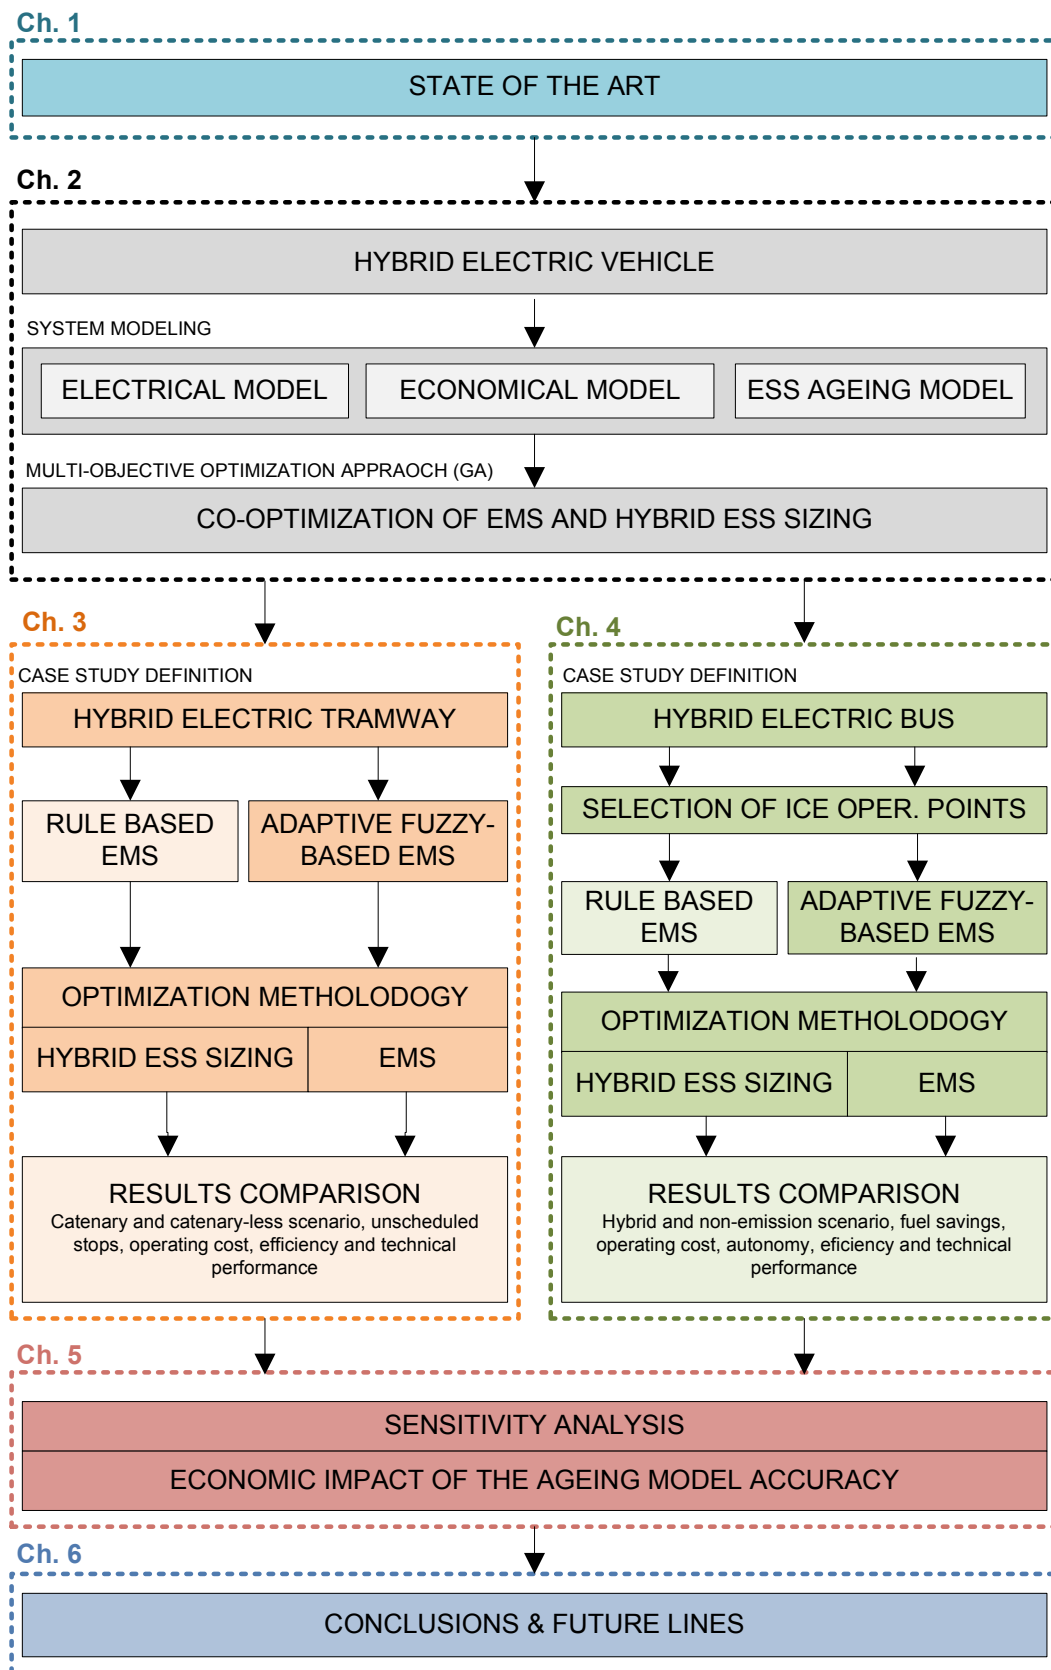 Ch. 1
STATE OF THE ART
Ch. 2
HYBRID ELECTRIC VEHICLE
SYSTEM MODELING
ELECTRICAL MODEL
ECONOMICAL MODEL
ESS AGEING MODEL
MULTI-OBJECTIVE OPTIMIZATION APPRAOCH (GA)
CO-OPTIMIZATION OF EMS AND HYBRID ESS SIZING
Ch. 3
CASE STUDY DEFINITION
HYBRID ELECTRIC TRAMWAY
RULE BASED
EMS
ADAPTIVE FUZZY-
BASED EMS
OPTIMIZATION METHOLODOGY
HYBRID ESS SIZING
EMS
RESULTS COMPARISON
Catenary and catenary-less scenario, unscheduled
stops, operating cost, efficiency and technical
performance
Ch. 4
CASE STUDY DEFINITION
HYBRID ELECTRIC BUS
SELECTION OF ICE OPER. POINTS
RULE BASED
EMS
ADAPTIVE FUZZY-
BASED EMS
OPTIMIZATION METHOLODOGY
HYBRID ESS SIZING
EMS
RESULTS COMPARISON
Hybrid and non-emission scenario, fuel savings,
operating cost, autonomy, eficiency and technical
performance
Ch. 5
SENSITIVITY ANALYSIS
ECONOMIC IMPACT OF THE AGEING MODEL ACCURACY
Ch. 6
CONCLUSIONS & FUTURE LINES